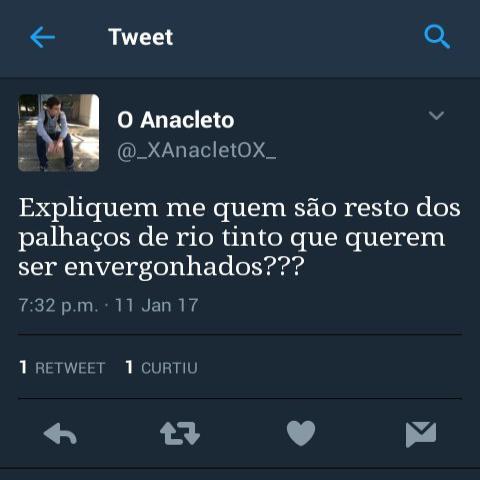 Tweet
O Anacleto
@_XAnacletOX_
Expliquem me quem são resto dos
palhaços de rio tinto que querem
ser envergonhados???
7:32 p.m. · 11 Jan 17
1 RETWEET 1 CURTIU